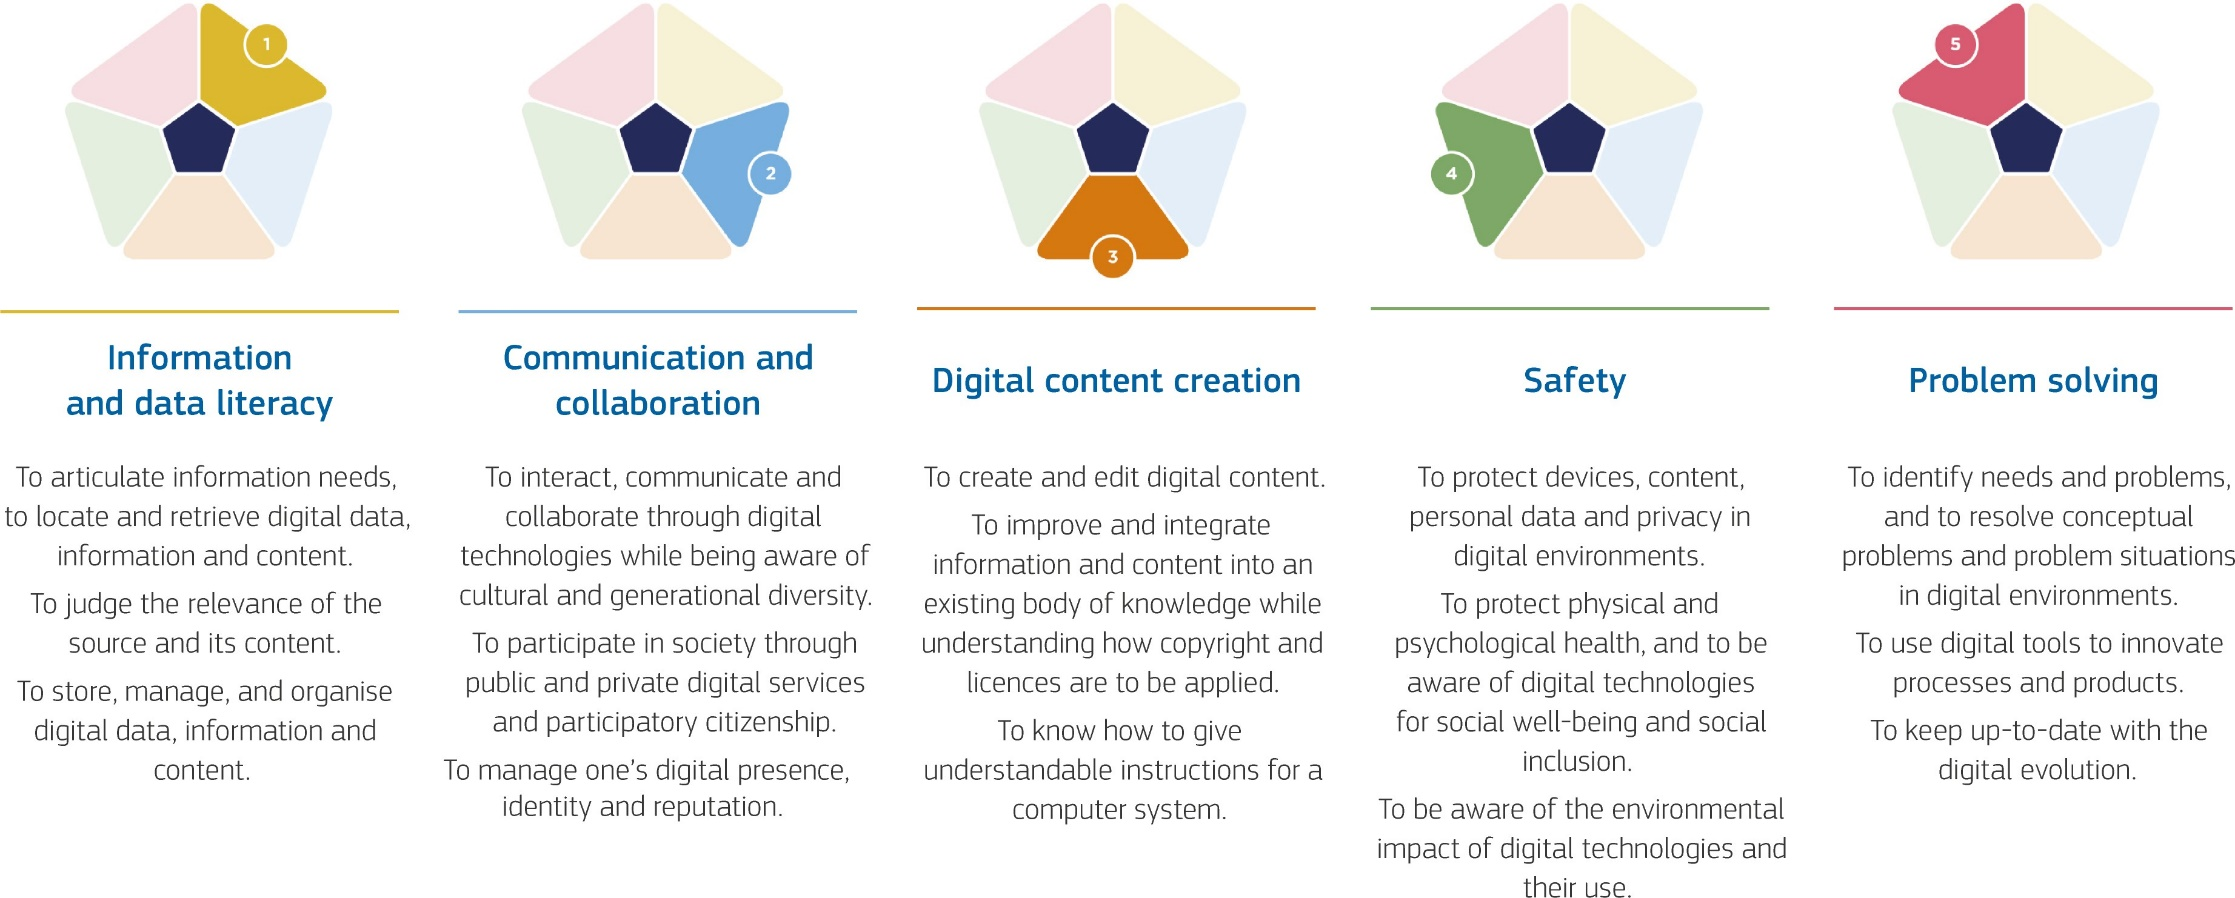 1
Information
and data literacy
To articulate information needs,
to locate and retrieve digital data,
information and content.
To judge the relevance of the
source and its content.
To store, manage, and organise
digital data, information and
content.
2
Communication and
collaboration
To interact, communicate and
collaborate through digital
technologies while being aware of
cultural and generational diversity.
To participate in society through
public and private digital services
and participatory citizenship.
To manage one’s digital presence,
identity and reputation.
3
Digital content creation
To create and edit digital content.
To improve and integrate
information and content into an
existing body of knowledge while
understanding how copyright and
licences are to be applied.
To know how to give
understandable instructions for a
computer system.
4
Safety
To protect devices, content,
personal data and privacy in
digital environments.
To protect physical and
psychological health, and to be
aware of digital technologies
for social well-being and social
inclusion.
To be aware of the environmental
impact of digital technologies and
their use.
5
Problem solving
To identify needs and problems,
and to resolve conceptual
problems and problem situations
in digital environments.
To use digital tools to innovate
processes and products.
To keep up-to-date with the
digital evolution.